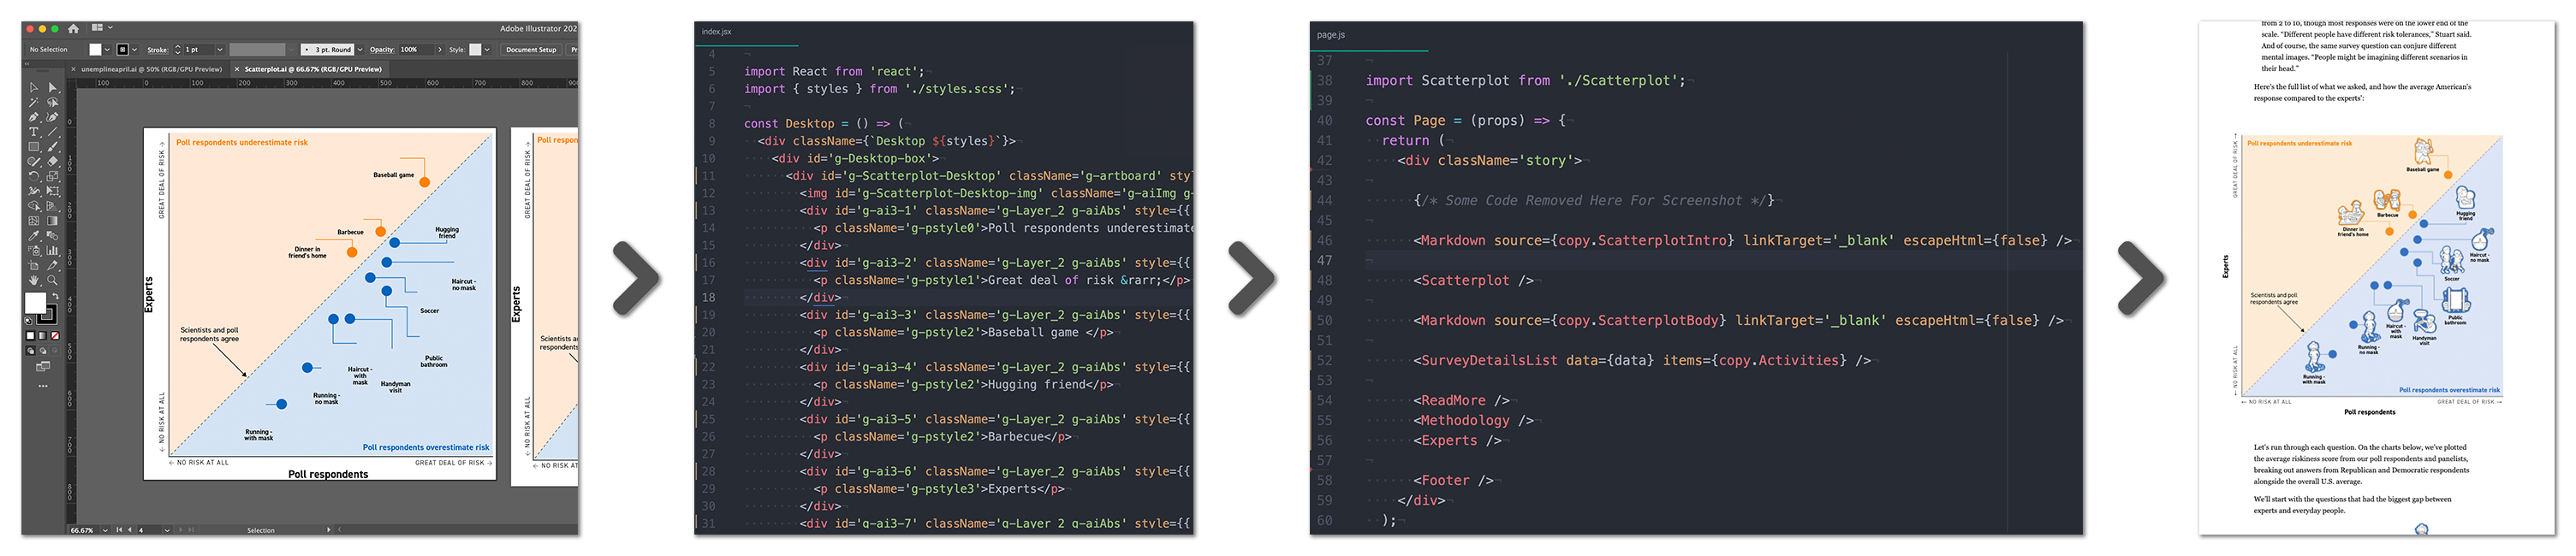 Adobe Illustrator 202
No Selection
Stroke:
1 pt
3 pt. Round
Opacity:
100%
Style:
Document Setup
× unemplineapril.ai @ 50% (RGB/GPU Preview)
× Scatterplot.ai @ 66.67% (RGB/GPU Preview)
100 0 100 200 300 400 500 600 700 800 900
Poll respondents underestimate risk
GREAT DEAL OF RISK →
Baseball game
Barbecue
Hugging
friend
Dinner in
friend's home
Haircut -
no mask
Experts
Soccer
Scientists and poll
respondents agree
Public
bathroom
Haircut -
with
mask
Handyman
visit
Running -
no mask
Running -
with mask
← NO RISK AT ALL
Poll respondents overestimate risk
← NO RISK AT ALL
GREAT DEAL OF RISK →
Poll respondents
Poll respon
GREAT DEAL OF RISK →
Experts
Scientists a
respondents
← NO RISK AT ALL
← NO RISK AT
66.67%
4
Selection
index.jsx
4
5 import React from 'react';
6 import { styles } from './styles.scss';
7
8 const Desktop = () => (
9 <div className={`Desktop ${styles}`}>
10 <div id='g-Desktop-box'>
11 <div id='g-Scatterplot-Desktop' className='g-artboard' sty
12 <img id='g-Scatterplot-Desktop-img' className='g-aiImg g-
13 <div id='g-ai3-1' className='g-Layer_2 g-aiAbs' style={{
14 <p className='g-pstyle0'>Poll respondents underestimate
15 </div>
16 <div id='g-ai3-2' className='g-Layer_2 g-aiAbs' style={{
17 <p className='g-pstyle1'>Great deal of risk &rarr;</p>
18 </div>
19 <div id='g-ai3-3' className='g-Layer_2 g-aiAbs' style={{
20 <p className='g-pstyle2'>Baseball game </p>
21 </div>
22 <div id='g-ai3-4' className='g-Layer_2 g-aiAbs' style={{
23 <p className='g-pstyle2'>Hugging friend</p>
24 </div>
25 <div id='g-ai3-5' className='g-Layer_2 g-aiAbs' style={{
26 <p className='g-pstyle2'>Barbecue</p>
27 </div>
28 <div id='g-ai3-6' className='g-Layer_2 g-aiAbs' style={{
29 <p className='g-pstyle3'>Experts</p>
30 </div>
31 <div id='g-ai3-7' className='g-Layer_2 g-aiAbs' style={{
page.js
37
38 import Scatterplot from './Scatterplot';
39
40 const Page = (props) => {
41 return (
42 <div className='story'>
43
44 {/* Some Code Removed Here For Screenshot */}
45
46 <Markdown source={copy.ScatterplotIntro} linkTarget='_blank' escapeHtml={false} />
47
48 <Scatterplot />
49
50 <Markdown source={copy.ScatterplotBody} linkTarget='_blank' escapeHtml={false} />
51
52 <SurveyDetailsList data={data} items={copy.Activities} />
53
54 <ReadMore />
55 <Methodology />
56 <Experts />
57
58 <Footer />
59 </div>
60 );
from 2 to 10, though most responses were on the lower end of the
scale. "Different people have different risk tolerances," Stuart said.
And of course, the same survey question can conjure different
mental images. "People might be imagining different scenarios in
their head."
Here's the full list of what we asked, and how the average American's
response compared to the experts':
Poll respondents underestimate risk
GREAT DEAL OF RISK →
Baseball game
Barbecue
Hugging
friend
Dinner in
friend's home
Haircut -
no mask
Experts
Soccer
Scientists and poll
respondents agree
Public
bathroom
Haircut -
with
mask
Handyman
visit
Running -
no mask
Running -
with mask
← NO RISK AT ALL
Poll respondents overestimate risk
← NO RISK AT ALL
GREAT DEAL OF RISK →
Poll respondents
Let's run through each question. On the charts below, we've plotted
the average riskiness score from our poll respondents and panelists,
breaking out answers from Republican and Democratic respondents
alongside the overall U.S. average.
We'll start with the questions that had the biggest gap between
experts and everyday people.